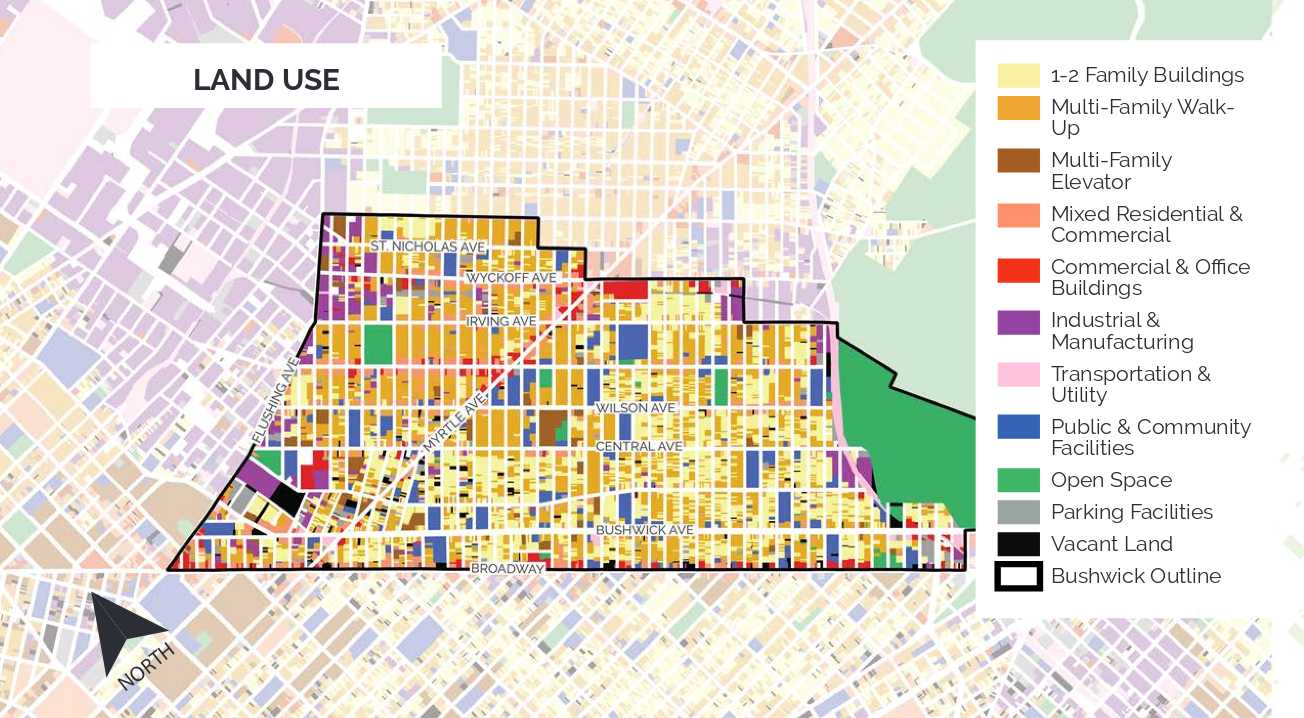 LAND USE
ST. NICHOLAS AVE
WYCKOFF AVE
IRVING AVE
FLUSHING AVE
MYRTLE AVE
WILSON AVE
CENTRAL AVE
BUSHWICK AVE
BROADWAY
NORTH
1-2 Family Buildings
Multi-Family Walk-
Up
Multi-Family
Elevator
Mixed Residential &
Commercial
Commercial & Office
Buildings
Industrial &
Manufacturing
Transportation &
Utility
Public & Community
Facilities
Open Space
Parking Facilities
Vacant Land
Bushwick Outline